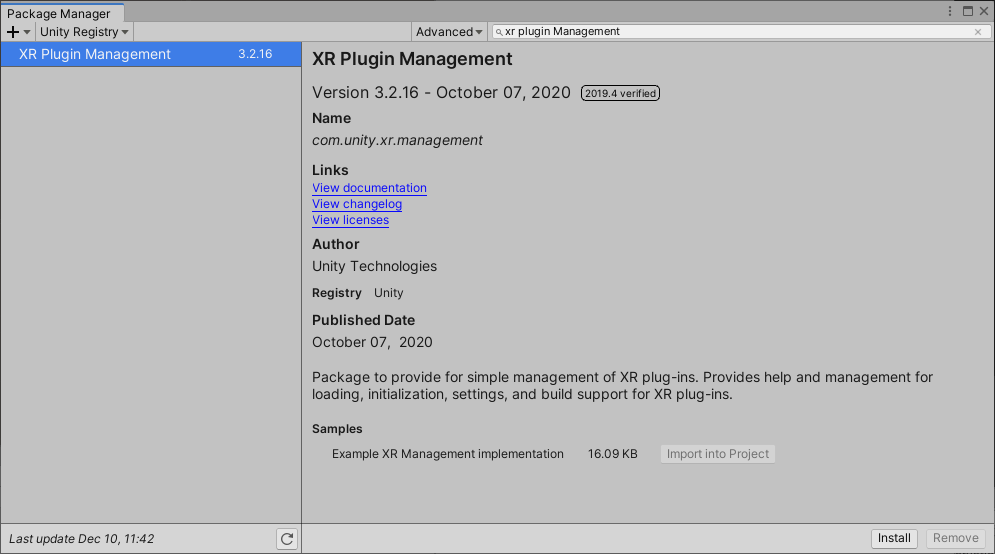 Package Manager
Unity Registry
Advanced
xr plugin Management
XR Plugin Management 3.2.16
XR Plugin Management
Version 3.2.16 - October 07, 2020 2019.4 verified
Name
com.unity.xr.management
Links
View documentation
View changelog
View licenses
Author
Unity Technologies
Registry Unity
Published Date
October 07, 2020
Package to provide for simple management of XR plug-ins. Provides help and management for
loading, initialization, settings, and build support for XR plug-ins.
Samples
Example XR Management implementation 16.09 KB Import into Project
Last update Dec 10, 11:42
Install Remove